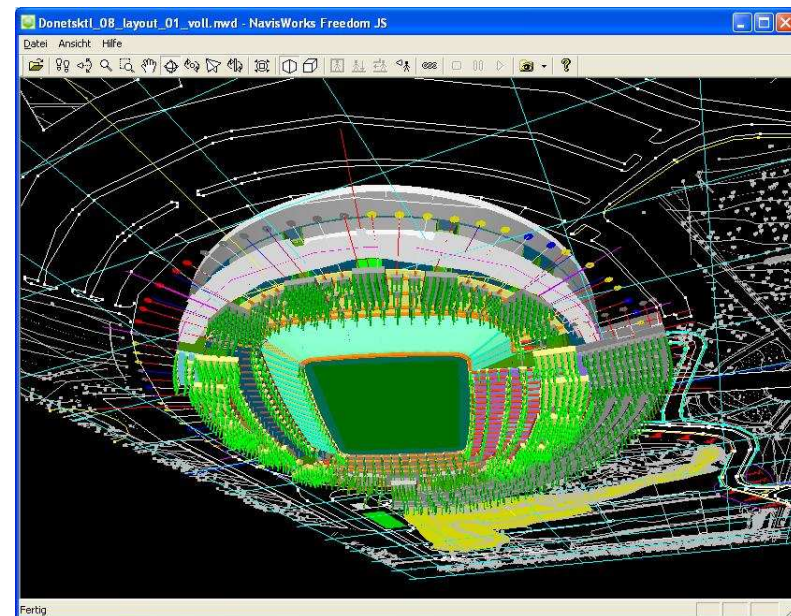 Donetsktl_08_layout_01_voll.nwd - NavisWorks Freedom JS
Datei Ansicht Hilfe
Fertig